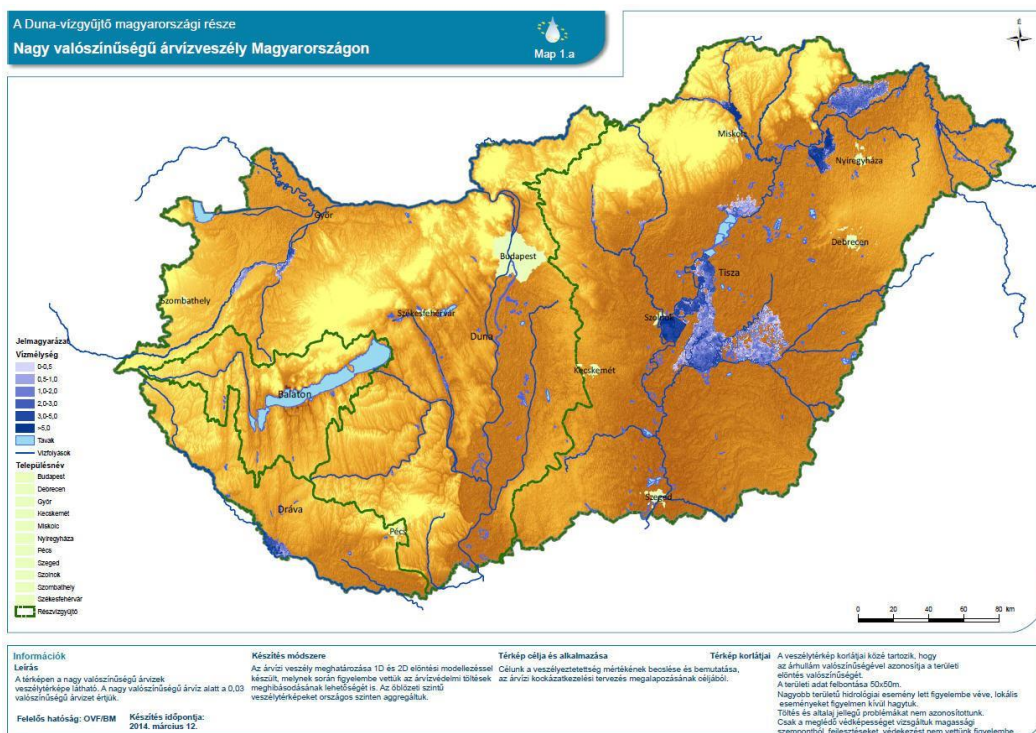 A Duna-vízgyűjtő magyarországi része
Nagy valószínűségű árvízveszély Magyarországon
Map 1.a
É
Miskolc
Nyíregyháza
Győr
Budapest
Debrecen
Tisza
Szombathely
Székesfehérvár
Szolnok
Duna
Kecskemét
Balaton
Szeged
Dráva
Pécs
Jelmagyarázat
Vízmélység
0-0,5
0,5-1,0
1,0-2,0
2,0-3,0
3,0-5,0
>5,0
Tavak
Vízfolyások
Településnév
Budapest
Debrecen
Győr
Kecskemét
Miskolc
Nyíregyháza
Pécs
Szeged
Szolnok
Szombathely
Székesfehérvár
Részvízgyűjtő
km
0 20 40 60 80
Információk
Leírás
A térképen a nagy valószínűségű árvizek
veszélytérképe látható. A nagy valószínűségű árvíz alatt a 0,03
valószínűségű árvizet értjük.
Felelős hatóság: OVF/BM
Készítés időpontja:
2014. március 12.
Készítés módszere
Az árvízi veszély meghatározása 1D és 2D elöntési modellezéssel
készült, melynek során figyelembe vettük az árvízvédelmi töltések
meghibásodásának lehetőségét is. Az öblözeti szintű
veszélytérképeket országos szinten aggregáltuk.
Térkép célja és alkalmazása
Célunk a veszélyeztetettség mértékének becslése és bemutatása,
az árvízi kockázatkezelési tervezés megalapozásának céljából.
Térkép korlátjai
A veszélytérkép korlátjai közé tartozik, hogy
az árhullám valószínűségével azonosítja a területi
elöntés valószínűségét.
A területi adat felbontása 50x50m.
Nagyobb területű hidrológiai esemény lett figyelembe véve, lokális
eseményeket figyelmen kívül hagytuk.
Töltés és altalaj jellegű problémákat nem azonosítottunk.
Csak a meglédő védképességet vizsgáltuk magassági
szempontból, fejlesztéseket, védekezést nem vettünk figyelembe